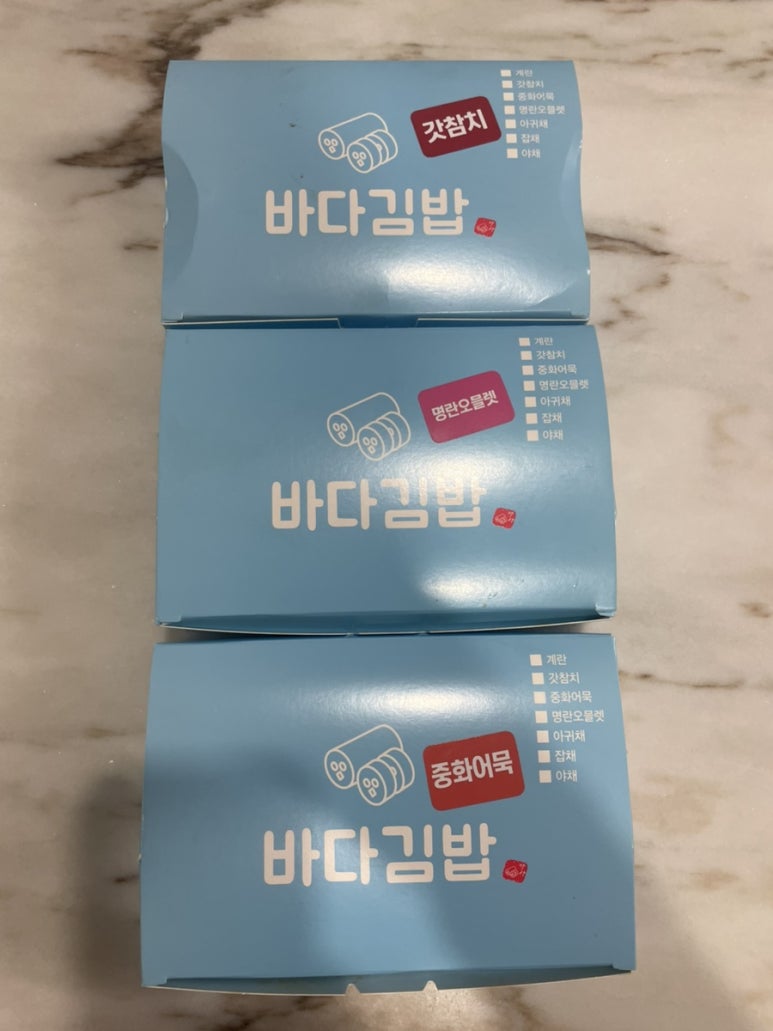 계란
갓참치
중화어묵
명란오믈렛
아귀채
잡채
야채
갓참치
바다김밥
계란
갓참치
중화어묵
명란오믈렛
아귀채
잡채
야채
명란오믈렛
바다김밥
계란
갓참치
중화어묵
명란오믈렛
아귀채
잡채
야채
중화어묵
바다김밥